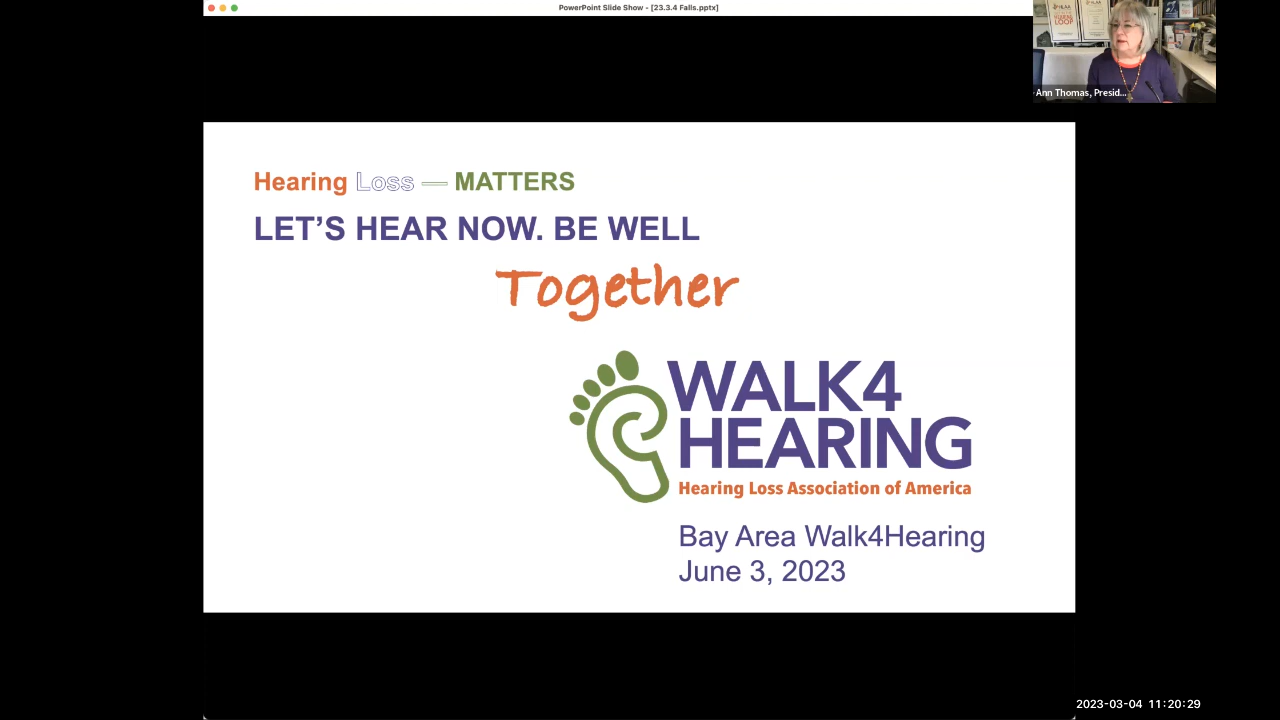 PowerPoint Slide Show - [23.3.4 Falls.pptx]
HEARING LOOP
Ann Thomas, Presid...
Hearing Loss — MATTERS
LET'S HEAR NOW. BE WELL
Together
WALK4
HEARING
Hearing Loss Association of America
Bay Area Walk4Hearing
June 3, 2023
2023-03-04 11:20:29